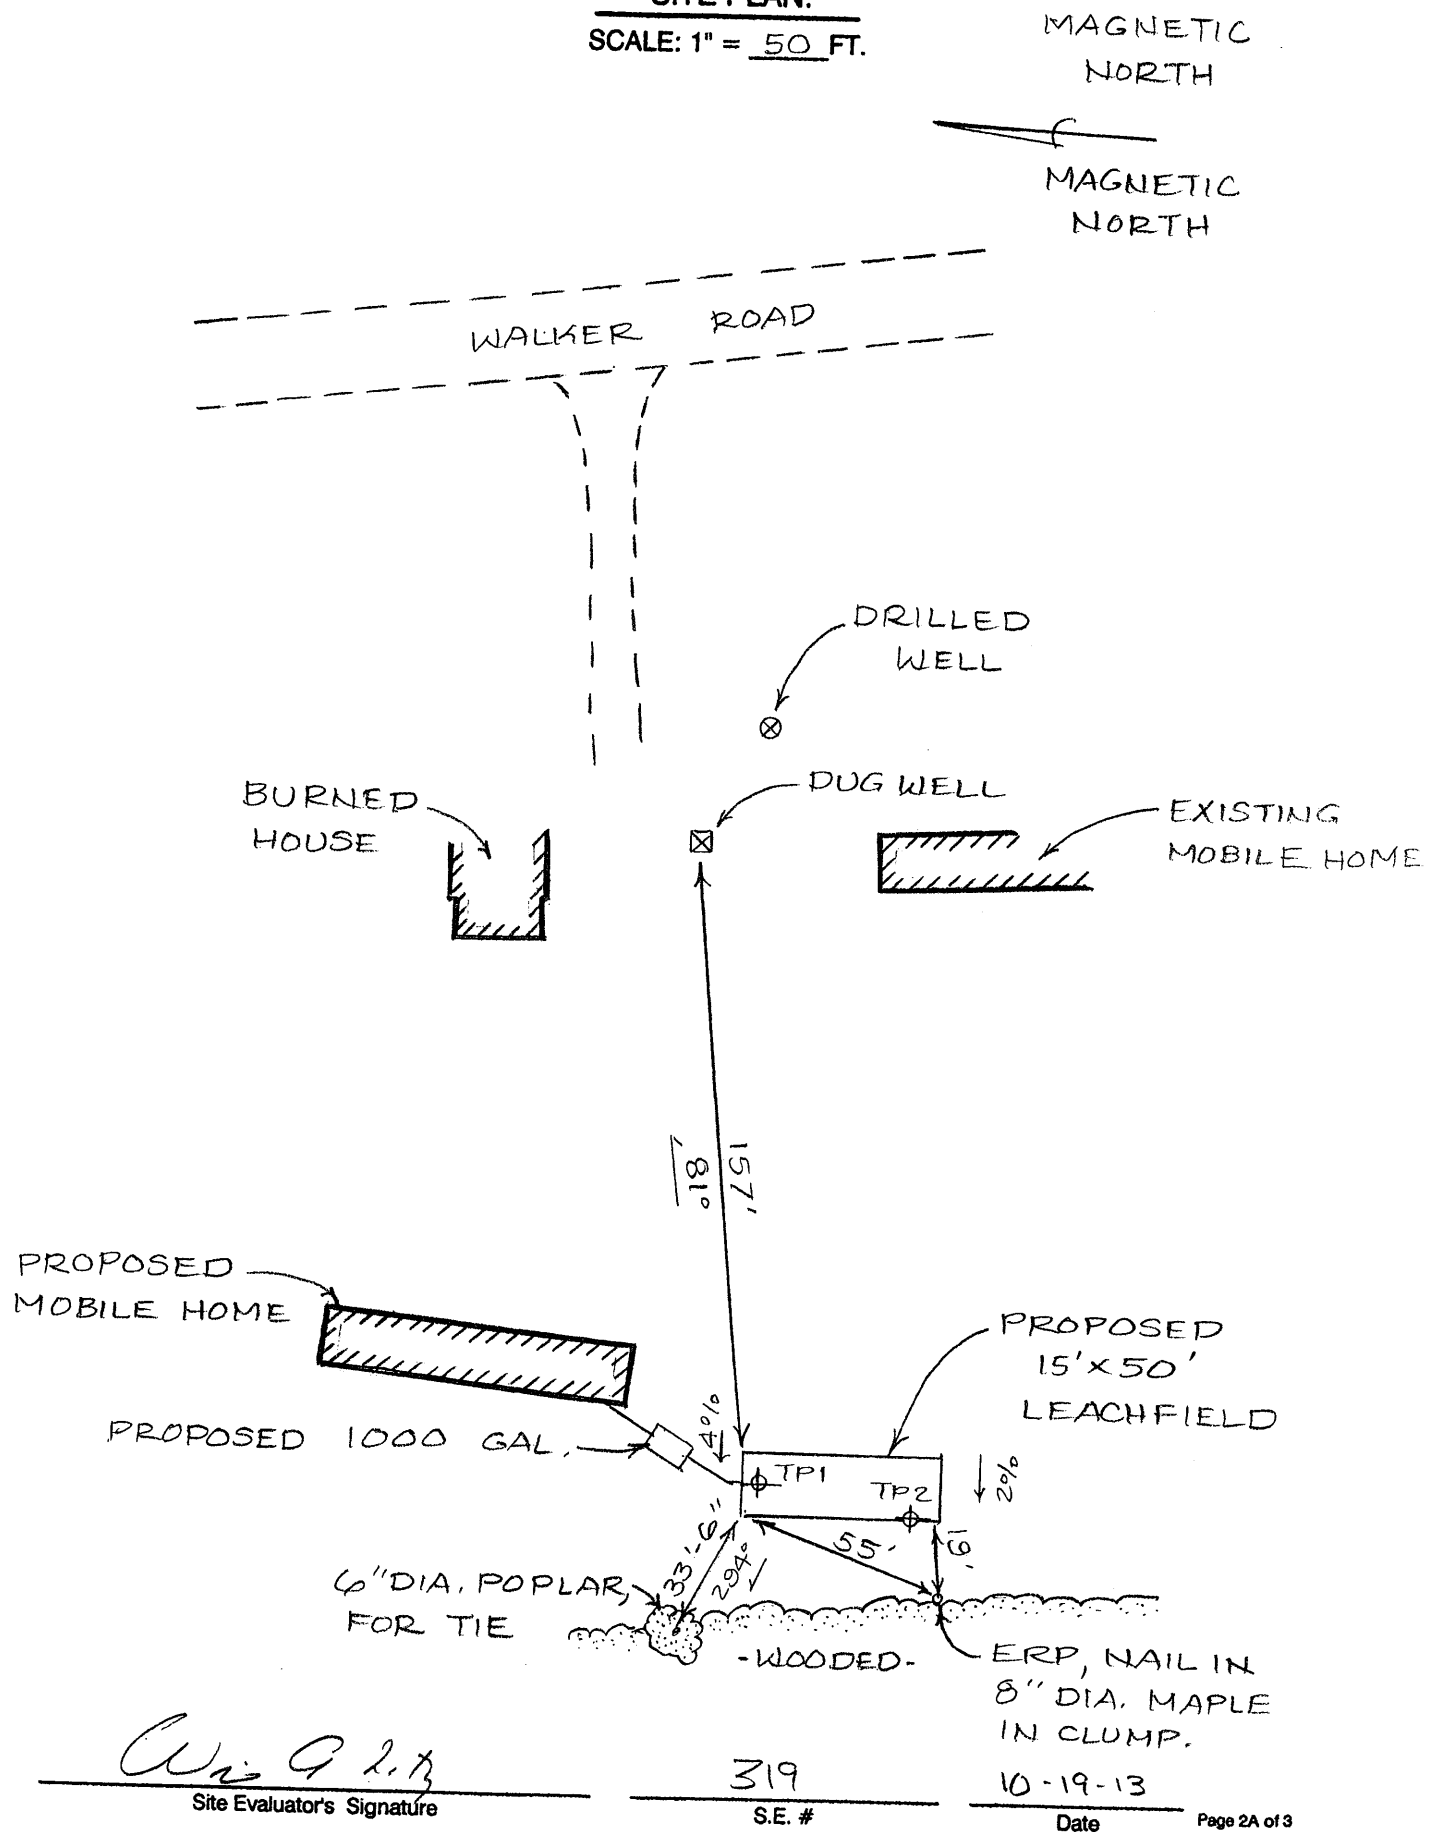 SITE PLAN:
SCALE: 1" = 50 FT.
MAGNETIC
NORTH
MAGNETIC
NORTH
WALKER ROAD
DRILLED
WELL
DUG WELL
BURNED
HOUSE
EXISTING
MOBILE HOME
157'
81°
PROPOSED
MOBILE HOME
PROPOSED
15'X50'
LEACHFIELD
PROPOSED 1000 GAL.
4%
TP1
TP2
2%
33'-6"
294°
55'
19'
6" DIA. POPLAR,
FOR TIE
-WOODED-
ERP, NAIL IN
8" DIA. MAPLE
IN CLUMP.
319
10-19-13
Site Evaluator's Signature
S.E. #
Date
Page 2A of 3